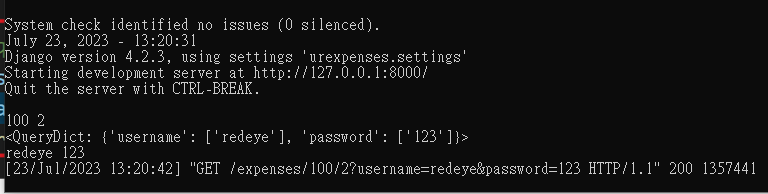 System check identified no issues (0 silenced).
July 23, 2023 - 13:20:31
Django version 4.2.3, using settings 'urexpenses.settings'
Starting development server at http://127.0.0.1:8000/
Quit the server with CTRL-BREAK.
100 2
<QueryDict: {'username': ['redeye'], 'password': ['123']}>
redeye 123
[23/Jul/2023 13:20:42] "GET /expenses/100/2?username=redeye&password=123 HTTP/1.1" 200 1357441